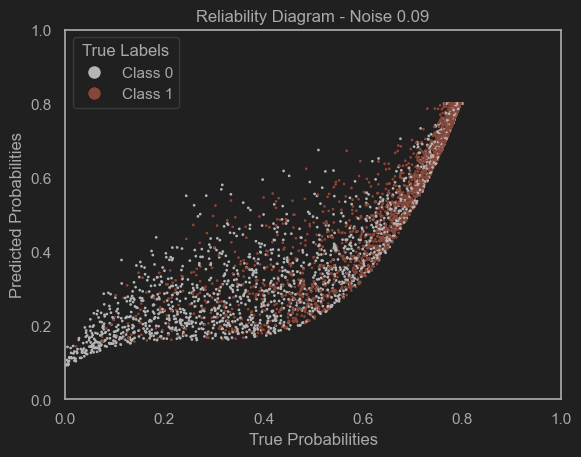 Reliability Diagram - Noise 0.09
1.0
0.8
0.6
0.4
0.2
0.0
Predicted Probabilities
True Labels
Class 0
Class 1
0.0 0.2 0.4 0.6 0.8 1.0
True Probabilities